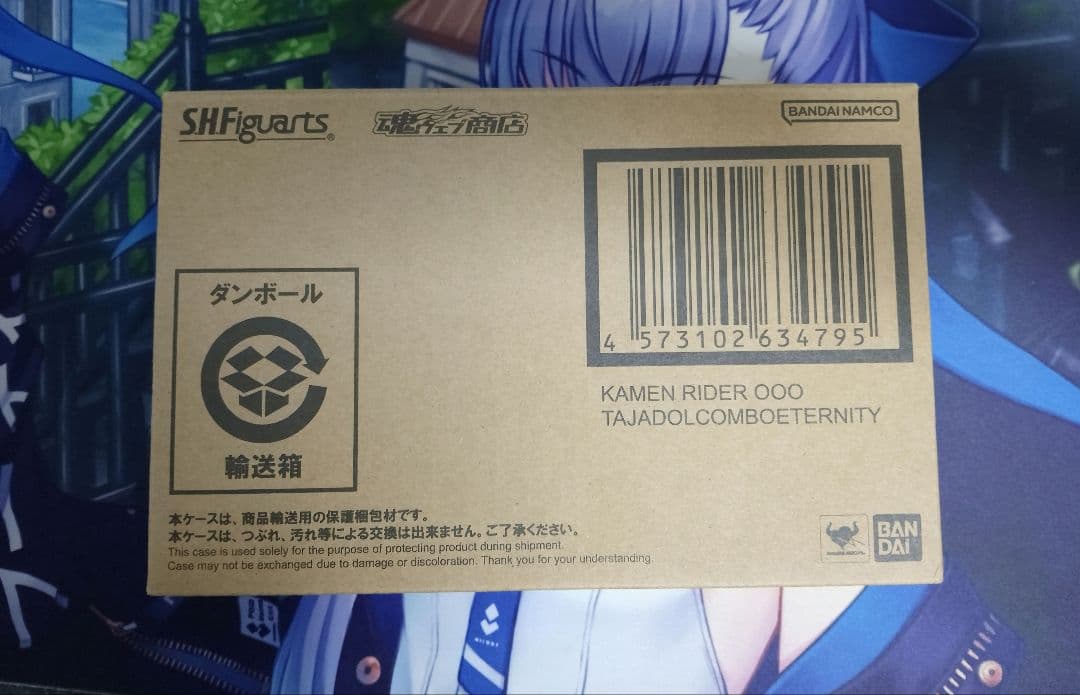 S.H.Figuarts®
魂ウェブ商店
BANDAI NAMCO
4 573102 634795
KAMEN RIDER OOO
TAJADOLCOMBOETERNITY
ダンボール
輸送箱
本ケースは、商品輸送用の保護梱包材です。
本ケースは、つぶれ、汚れ等による交換は出来ません。ご了承ください。
This case is used solely for the purpose of protecting product during shipment.
Case may not be exchanged due to damage or discoloration. Thank you for your understanding.
BAN
DAI